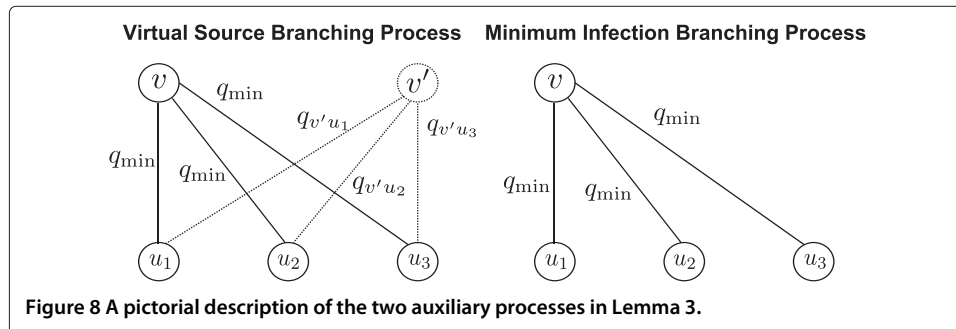 Virtual Source Branching Process Minimum Infection Branching Process
v v′ v
q_min
q_{v′u_1} q_{v′u_3} q_min
q_min q_min q_{v′u_2} q_min q_min
u_1 u_2 u_3 u_1 u_2 u_3
Figure 8 A pictorial description of the two auxiliary processes in Lemma 3.